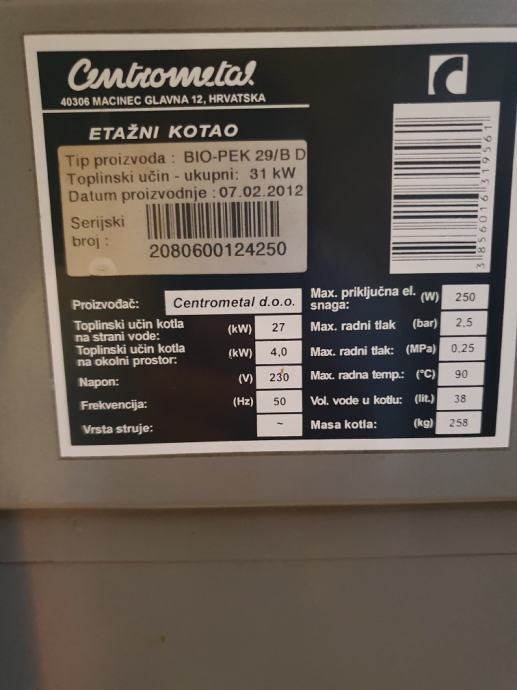 Centrometal
40306 MACINEC GLAVNA 12, HRVATSKA
ETAŽNI KOTAO
Tip proizvoda : BIO-PEK 29/B D
Toplinski učin - ukupni: 31 kW
Datum proizvodnje : 07.02.2012
Serijski broj : 2080600124250
3856016319561
Proizvođač: Centrometal d.o.o.
Toplinski učin kotla na strani vode: (kW) 27
Toplinski učin kotla na okolni prostor: (kW) 4,0
Napon: (V) 230
Frekvencija: (Hz) 50
Vrsta struje: ~
Max. priključna el. snaga: (W) 250
Max. radni tlak (bar) 2,5
Max. radni tlak: (MPa) 0,25
Max. radna temp.: (°C) 90
Vol. vode u kotlu: (lit.) 38
Masa kotla: (kg) 258